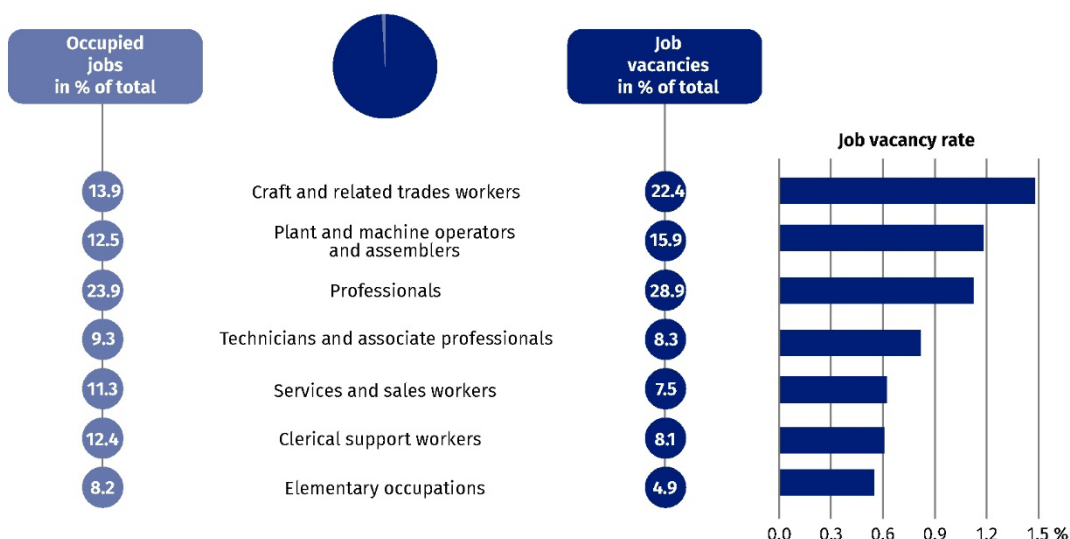 Occupied
jobs
in % of total
Job
vacancies
in % of total
Job vacancy rate
13.9
Craft and related trades workers
22.4
12.5
Plant and machine operators
and assemblers
15.9
23.9
Professionals
28.9
9.3
Technicians and associate professionals
8.3
11.3
Services and sales workers
7.5
12.4
Clerical support workers
8.1
8.2
Elementary occupations
4.9
0.0 0.3 0.6 0.9 1.2 1.5 %